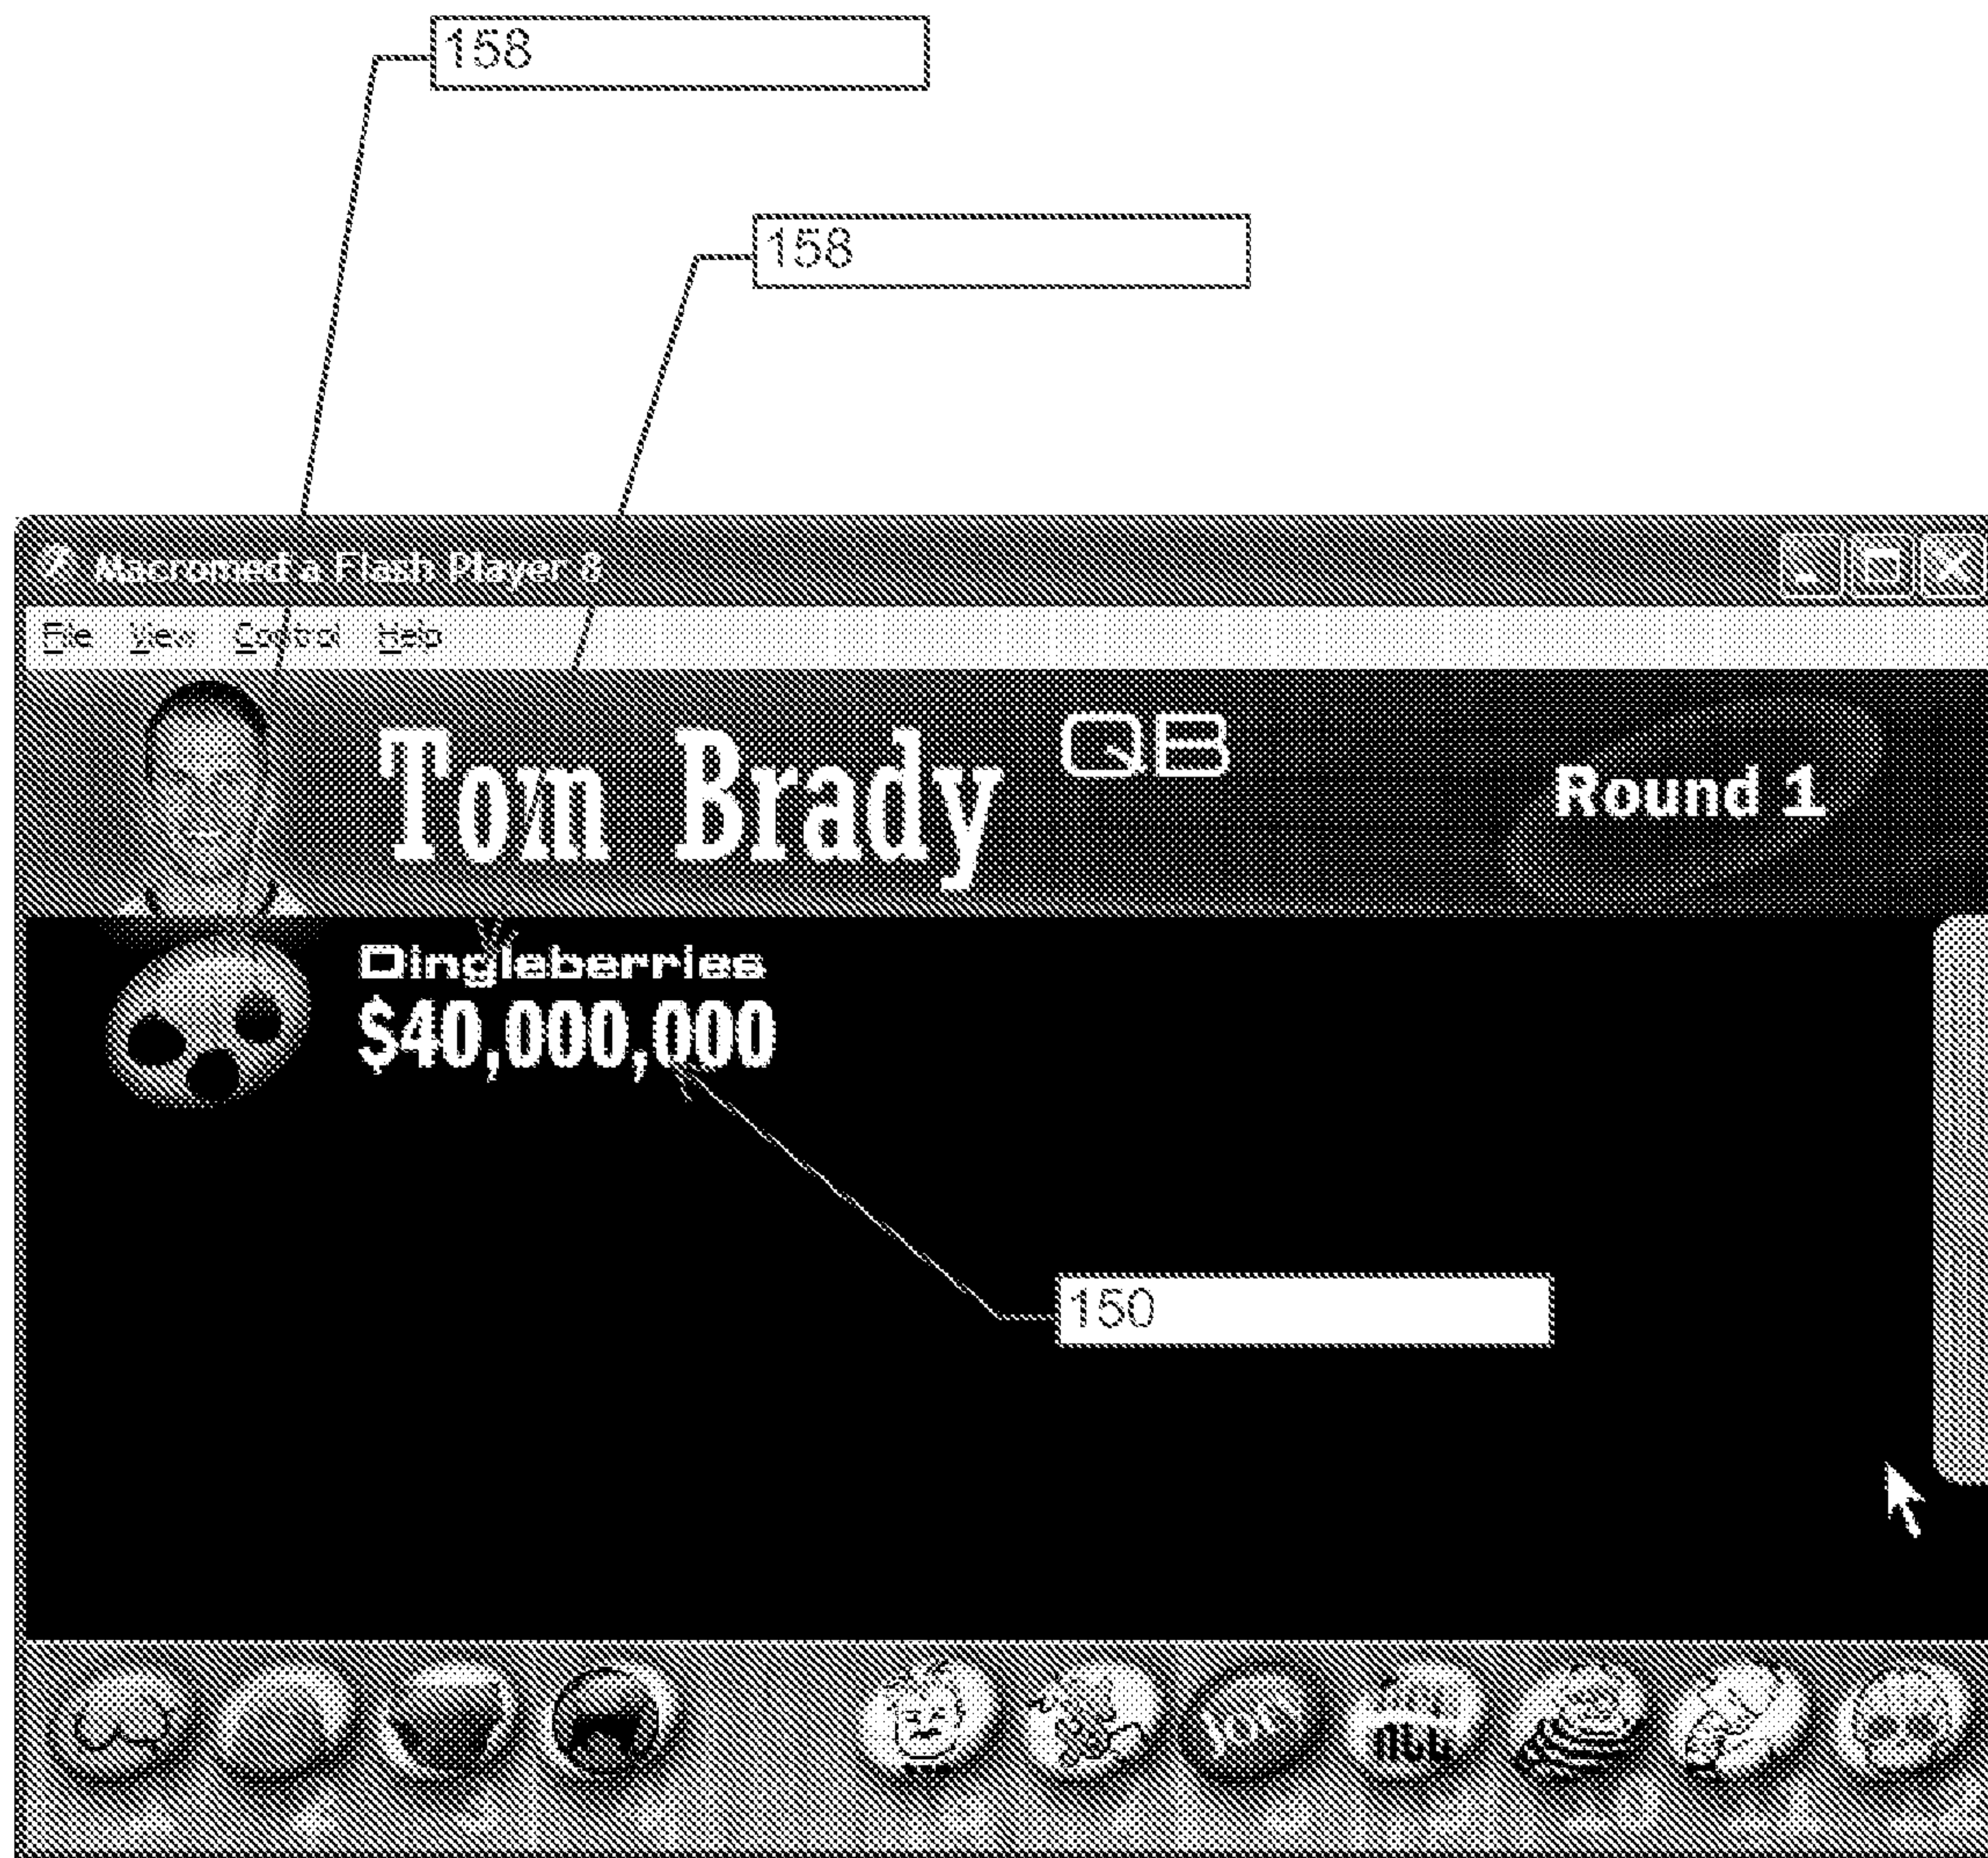 158
158
Macromed a Flash Player 8
File View Control Help
Tom Brady QB
Round 1
Dingleberries
$40,000,000
150